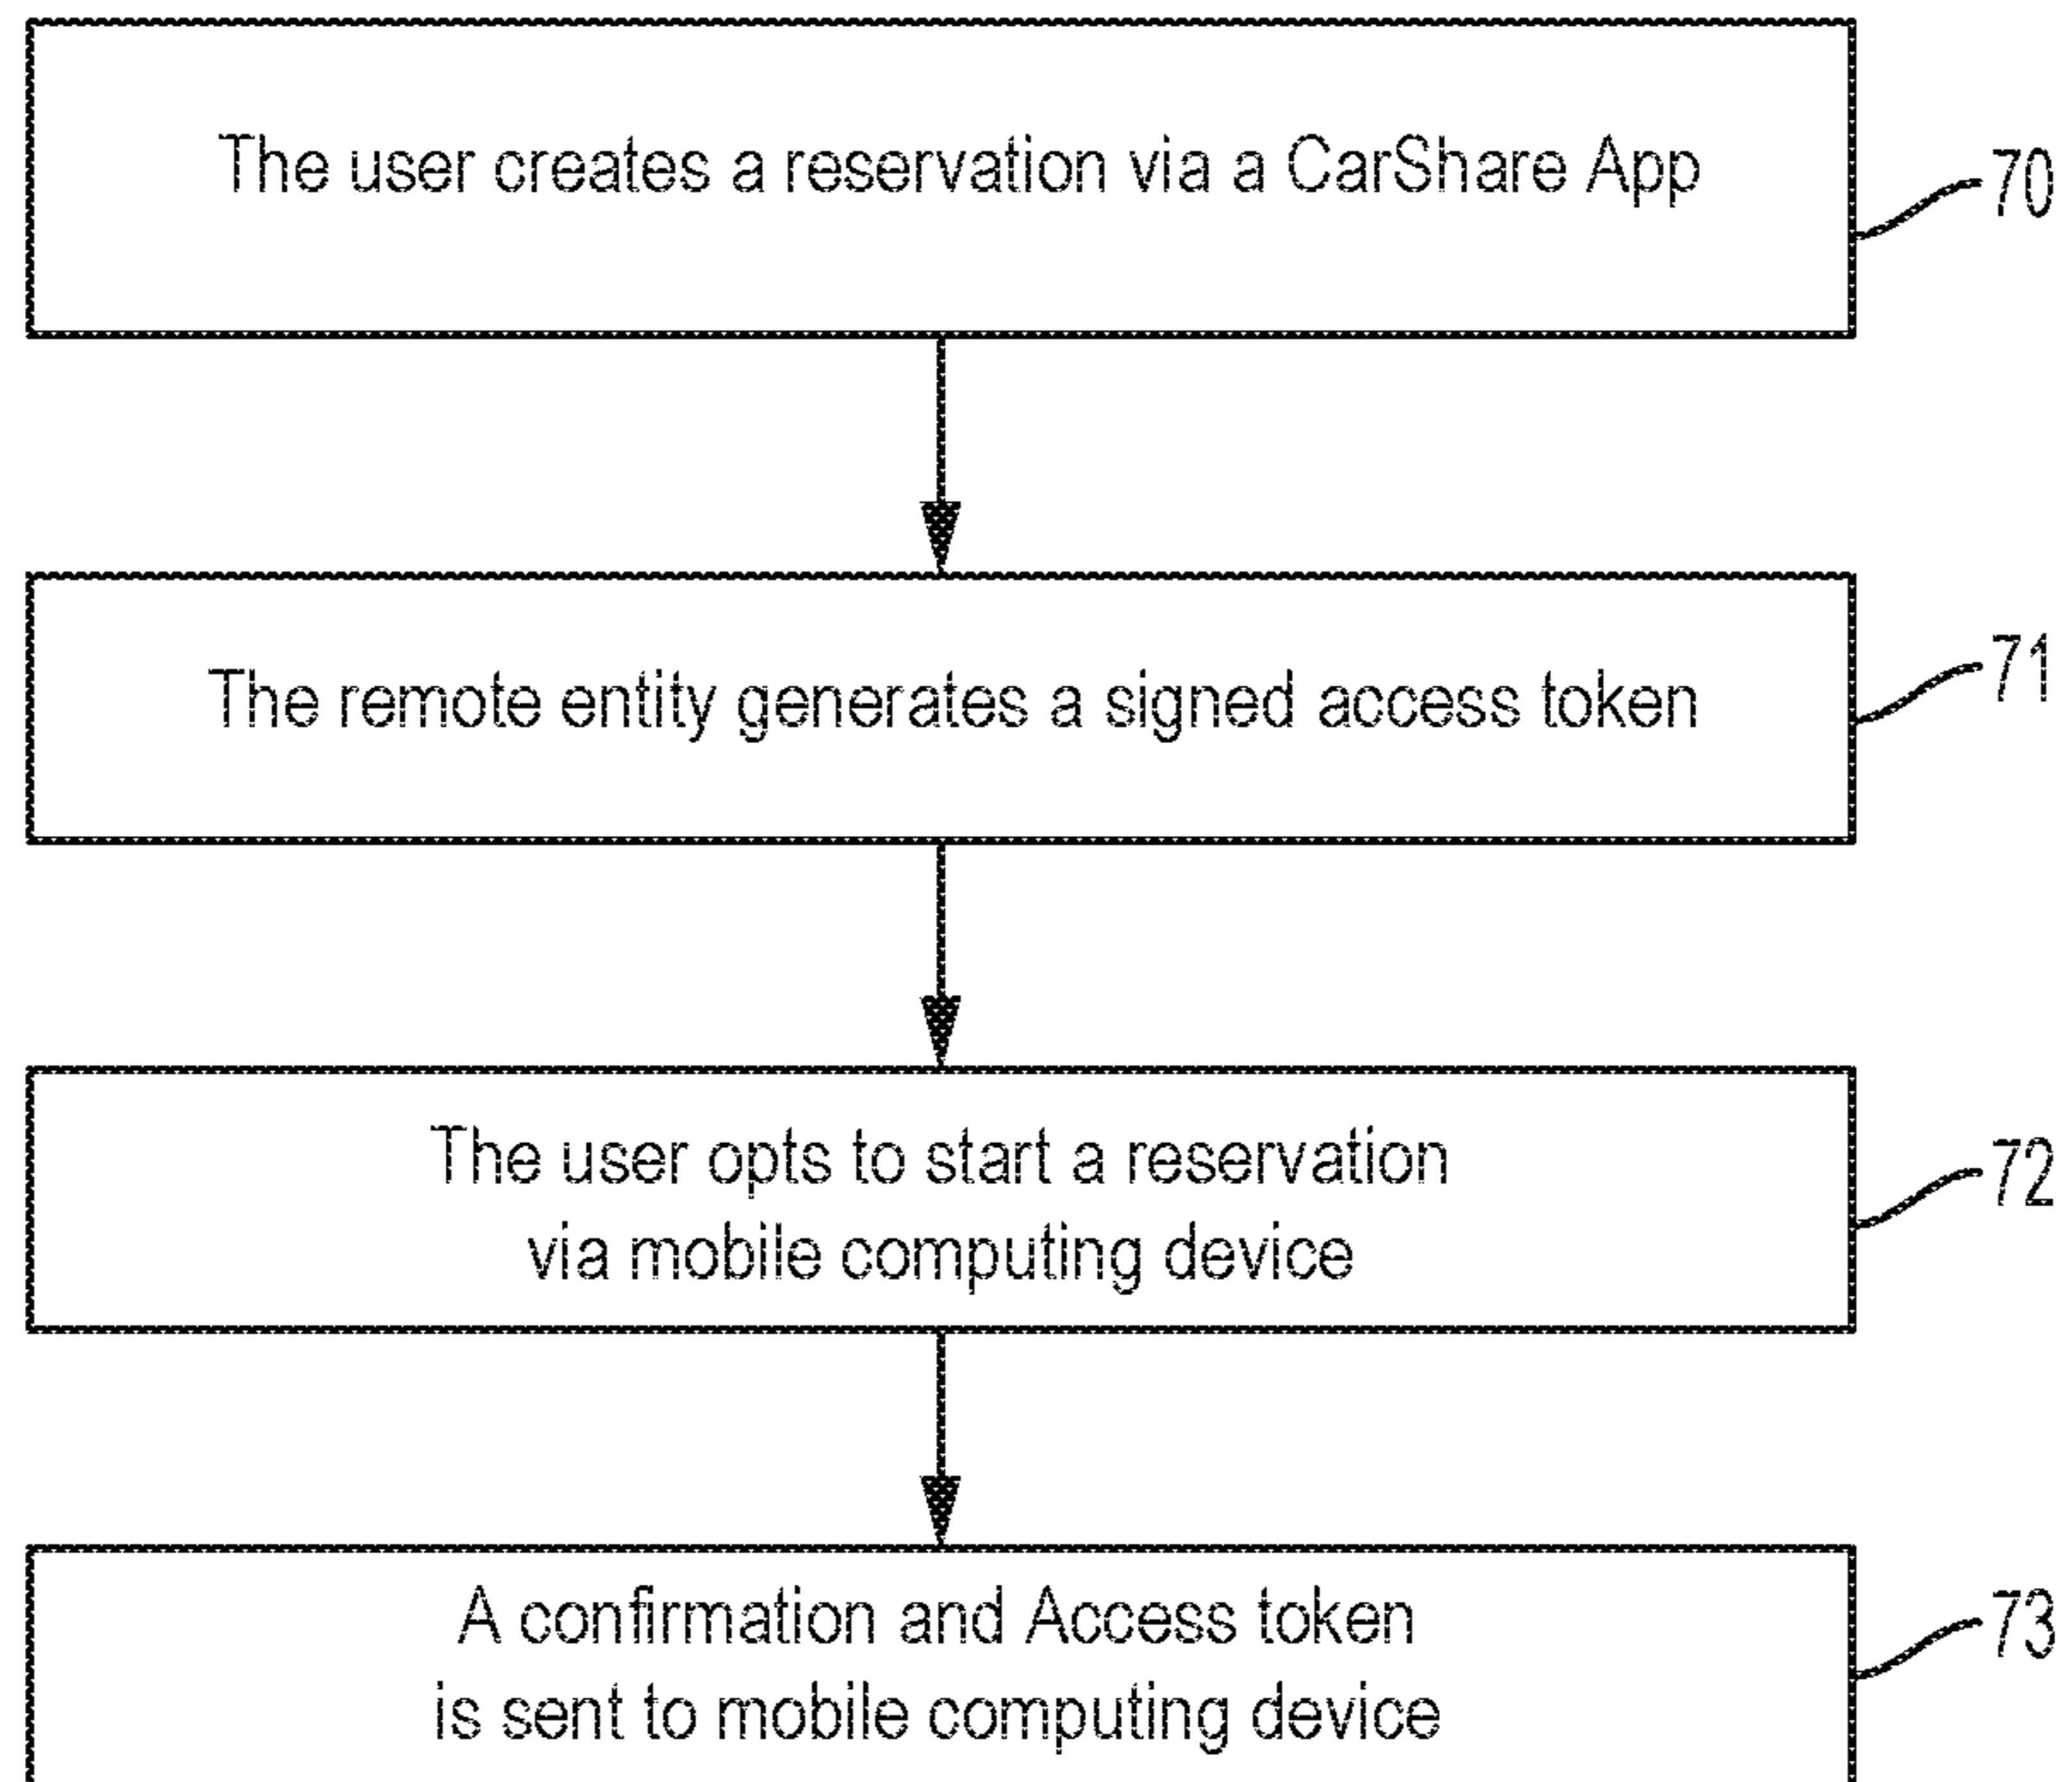 The user creates a reservation via a CarShare App
70
The remote entity generates a signed access token
71
The user opts to start a reservation
via mobile computing device
72
A confirmation and Access token
is sent to mobile computing device
73